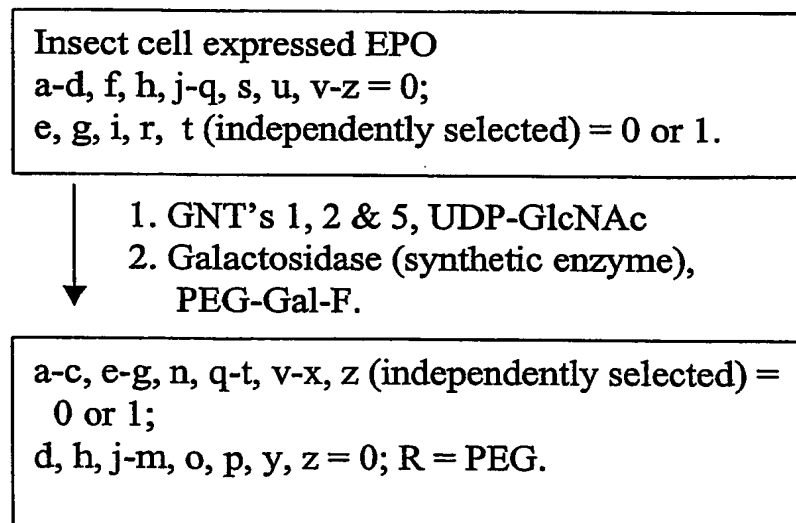 Insect cell expressed EPO
a-d, f, h, j-q, s, u, v-z = 0;
e, g, i, r, t (independently selected) = 0 or 1.
1. GNT's 1, 2 & 5, UDP-GlcNAc
2. Galactosidase (synthetic enzyme),
PEG-Gal-F.
a-c, e-g, n, q-t, v-x, z (independently selected) =
0 or 1;
d, h, j-m, o, p, y, z = 0; R = PEG.